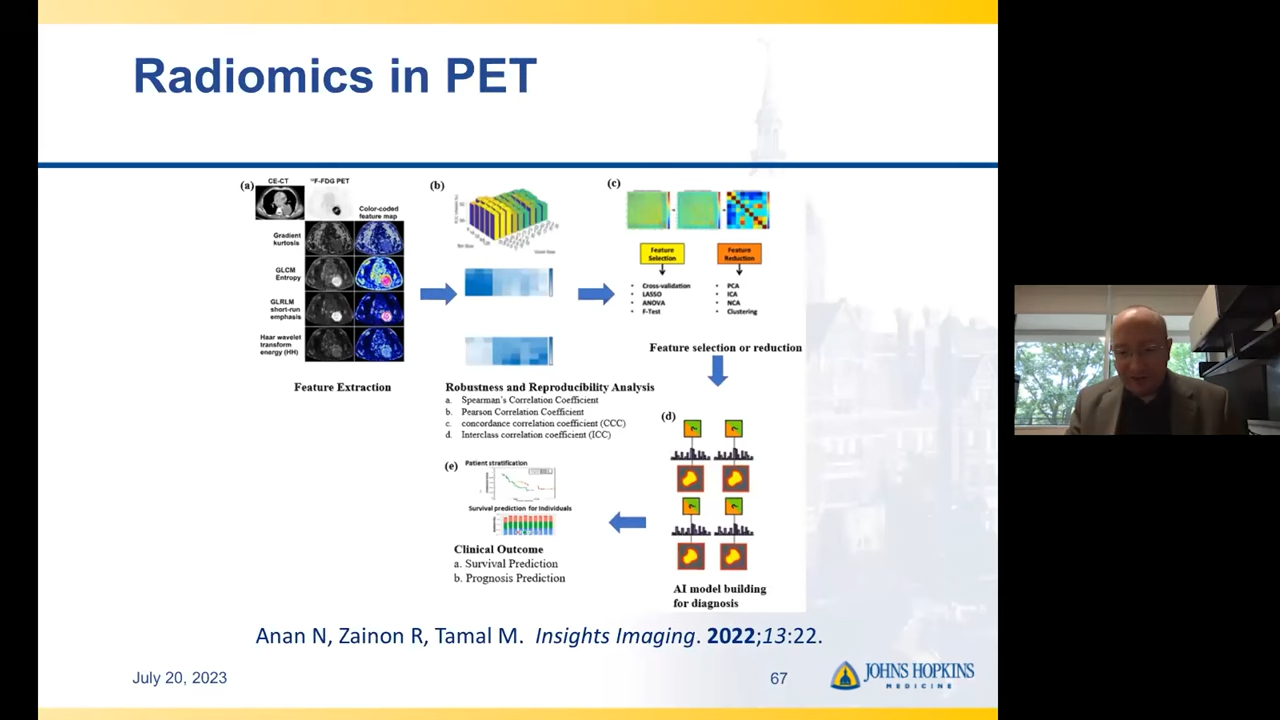 Radiomics in PET
(a)
CE-CT
¹⁸F-FDG PET
Color-coded
feature map
Gradient
kurtosis
GLCM
Entropy
GLRLM
short-run
emphasis
Haar wavelet
transform
energy (HH)
Feature Extraction
(b)
Robustness and Reproducibility Analysis
a. Spearman's Correlation Coefficient
b. Pearson Correlation Coefficient
c. concordance correlation coefficient (CCC)
d. Interclass correlation coefficient (ICC)
(c)
Feature
Selection
• Cross-validation
• LASSO
• ANOVA
• F-Test
Feature
Reduction
• PCA
• ICA
• NCA
• Clustering
Feature selection or reduction
(d)
AI model building
for diagnosis
(e)
Patient stratification
Survival prediction for Individuals
Clinical Outcome
a. Survival Prediction
b. Prognosis Prediction
Anan N, Zainon R, Tamal M. Insights Imaging. 2022;13:22.
July 20, 2023
67
JOHNS HOPKINS
MEDICINE